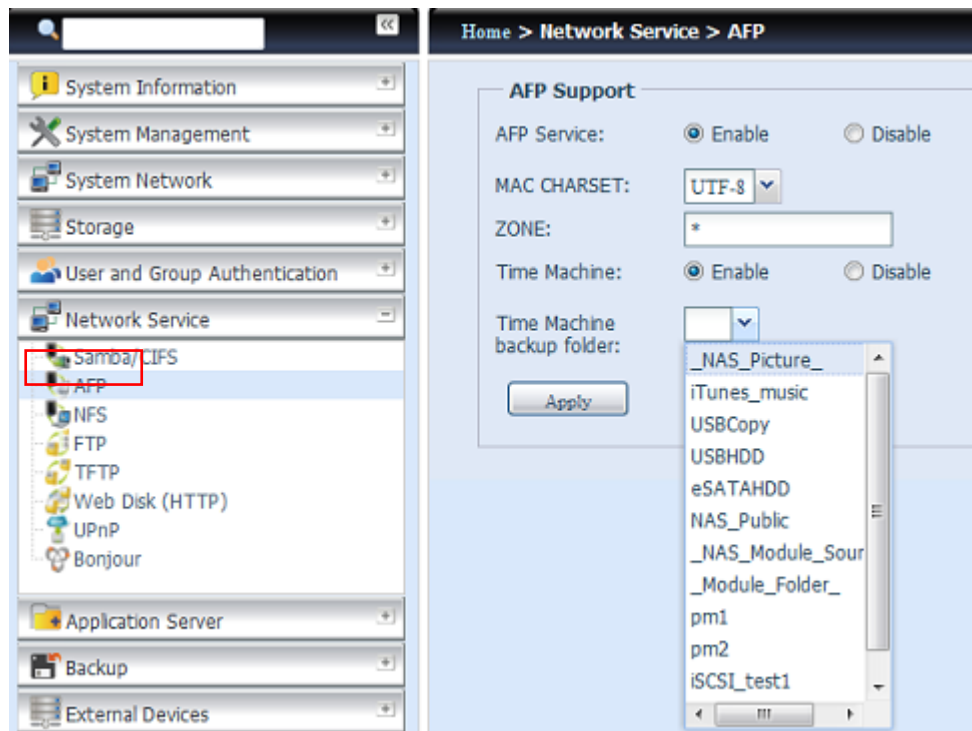 Home > Network Service > AFP
System Information
System Management
System Network
Storage
User and Group Authentication
Network Service
Samba/CIFS
AFP
NFS
FTP
TFTP
Web Disk (HTTP)
UPnP
Bonjour
Application Server
Backup
External Devices
AFP Support
AFP Service: Enable Disable
MAC CHARSET: UTF-8
ZONE: *
Time Machine: Enable Disable
Time Machine
backup folder:
_NAS_Picture_
iTunes_music
USBCopy
USBHDD
eSATAHDD
NAS_Public
_NAS_Module_Sour
_Module_Folder_
pm1
pm2
iSCSI_test1
Apply